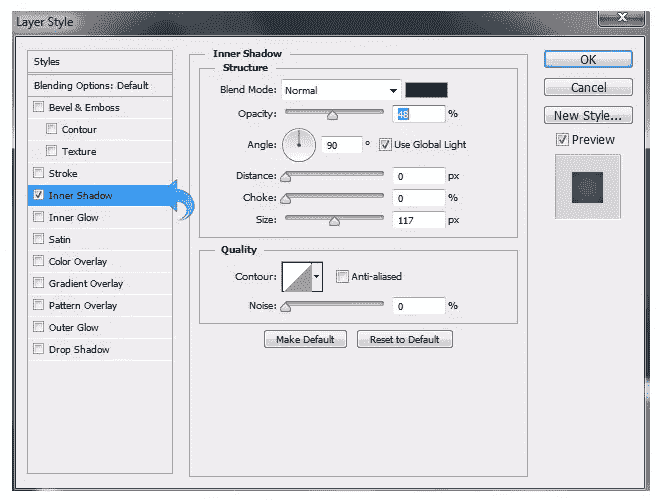 Layer Style
X
Styles
Blending Options: Default
Bevel & Emboss
Contour
Texture
Stroke
Inner Shadow
Inner Glow
Satin
Color Overlay
Gradient Overlay
Pattern Overlay
Outer Glow
Drop Shadow
Inner Shadow
Structure
Blend Mode: Normal
Opacity: 48 %
Angle: 90 ° Use Global Light
Distance: 0 px
Choke: 0 %
Size: 117 px
Quality
Contour: Anti-aliased
Noise: 0 %
Make Default Reset to Default
OK
Cancel
New Style...
Preview